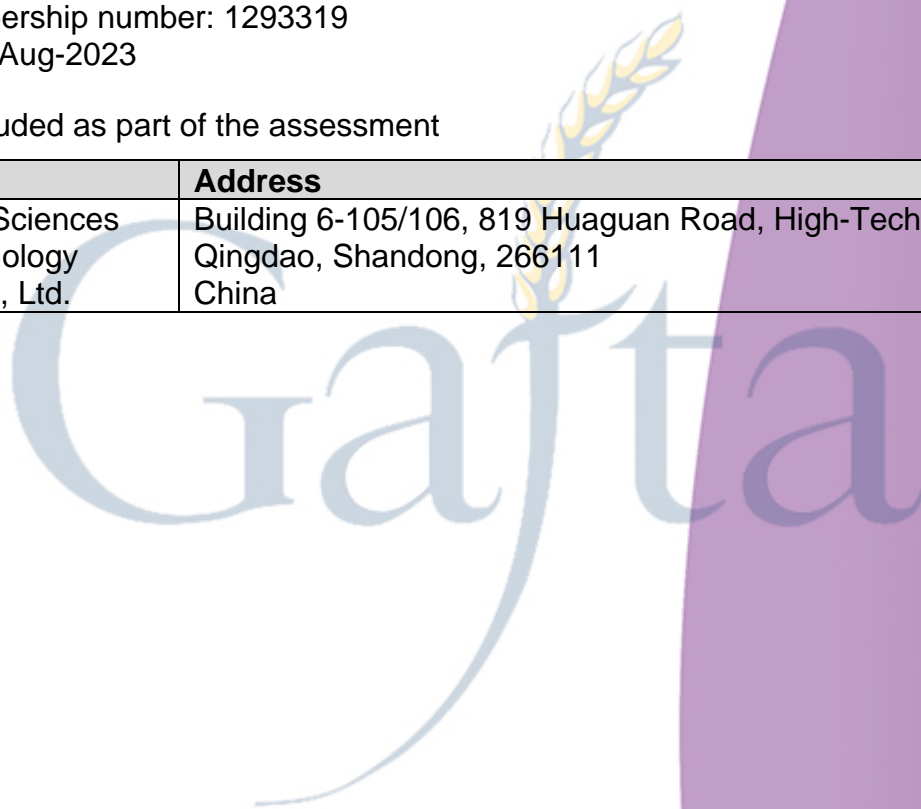 ership number: 1293319
Aug-2023
uded as part of the assessment
Address
Sciences Building 6-105/106, 819 Huaguan Road, High-Tech
ology Qingdao, Shandong, 266111
, Ltd. China
Gafta